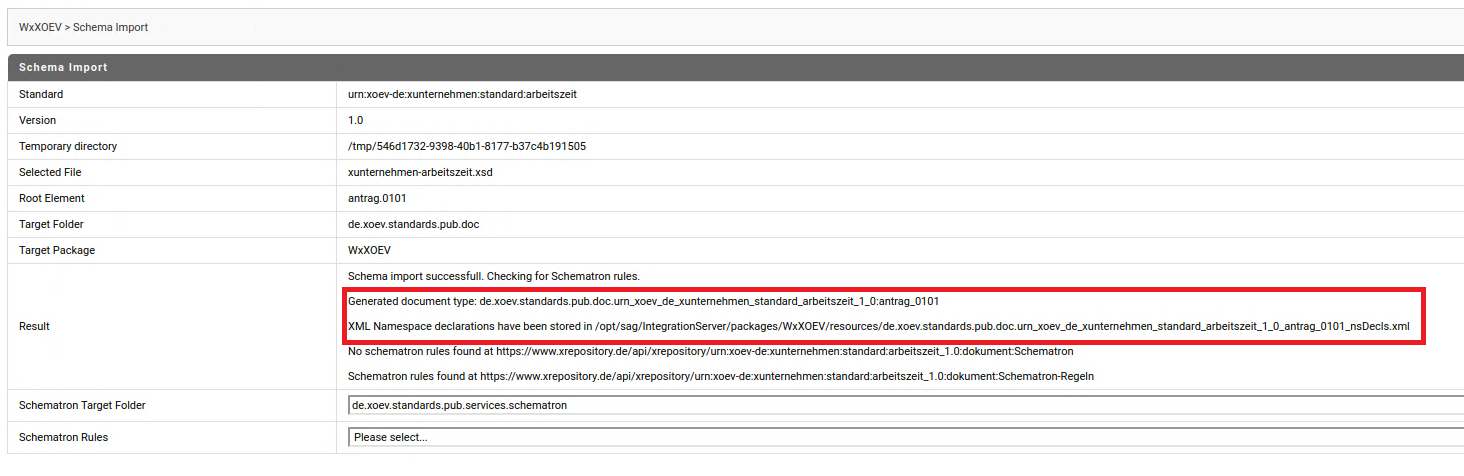 WxXOEV > Schema Import
Schema Import
Standard urn:xoev-de:xunternehmen:standard:arbeitszeit
Version 1.0
Temporary directory /tmp/546d1732-9398-40b1-8177-b37c4b191505
Selected File xunternehmen-arbeitszeit.xsd
Root Element antrag.0101
Target Folder de.xoev.standards.pub.doc
Target Package WxXOEV
Schema import successfull. Checking for Schematron rules.
Generated document type: de.xoev.standards.pub.doc.urn_xoev_de_xunternehmen_standard_arbeitszeit_1_0:antrag_0101
Result XML Namespace declarations have been stored in /opt/sag/IntegrationServer/packages/WxXOEV/resources/de.xoev.standards.pub.doc.urn_xoev_de_xunternehmen_standard_arbeitszeit_1_0_antrag_0101_nsDecls.xml
No schematron rules found at https://www.xrepository.de/api/xrepository/urn:xoev-de:xunternehmen:standard:arbeitszeit_1.0:dokument:Schematron
Schematron rules found at https://www.xrepository.de/api/xrepository/urn:xoev-de:xunternehmen:standard:arbeitszeit_1.0:dokument:Schematron-Regeln
Schematron Target Folder de.xoev.standards.pub.services.schematron
Schematron Rules Please select...